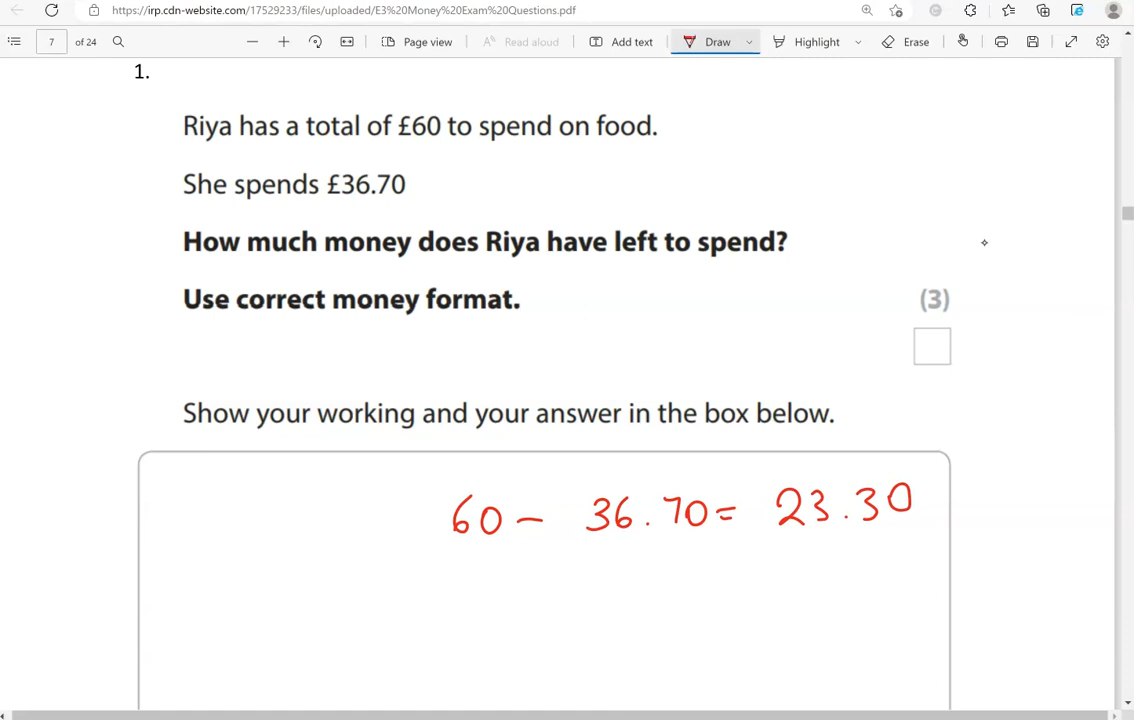 https://irp.cdn-website.com/17529233/files/uploaded/E3%20Money%20Exam%20Questions.pdf
7 of 24 Page view Read aloud Add text Draw Highlight Erase
1.
Riya has a total of £60 to spend on food.
She spends £36.70
How much money does Riya have left to spend?
Use correct money format. (3)
Show your working and your answer in the box below.
60 - 36.70 = 23.30